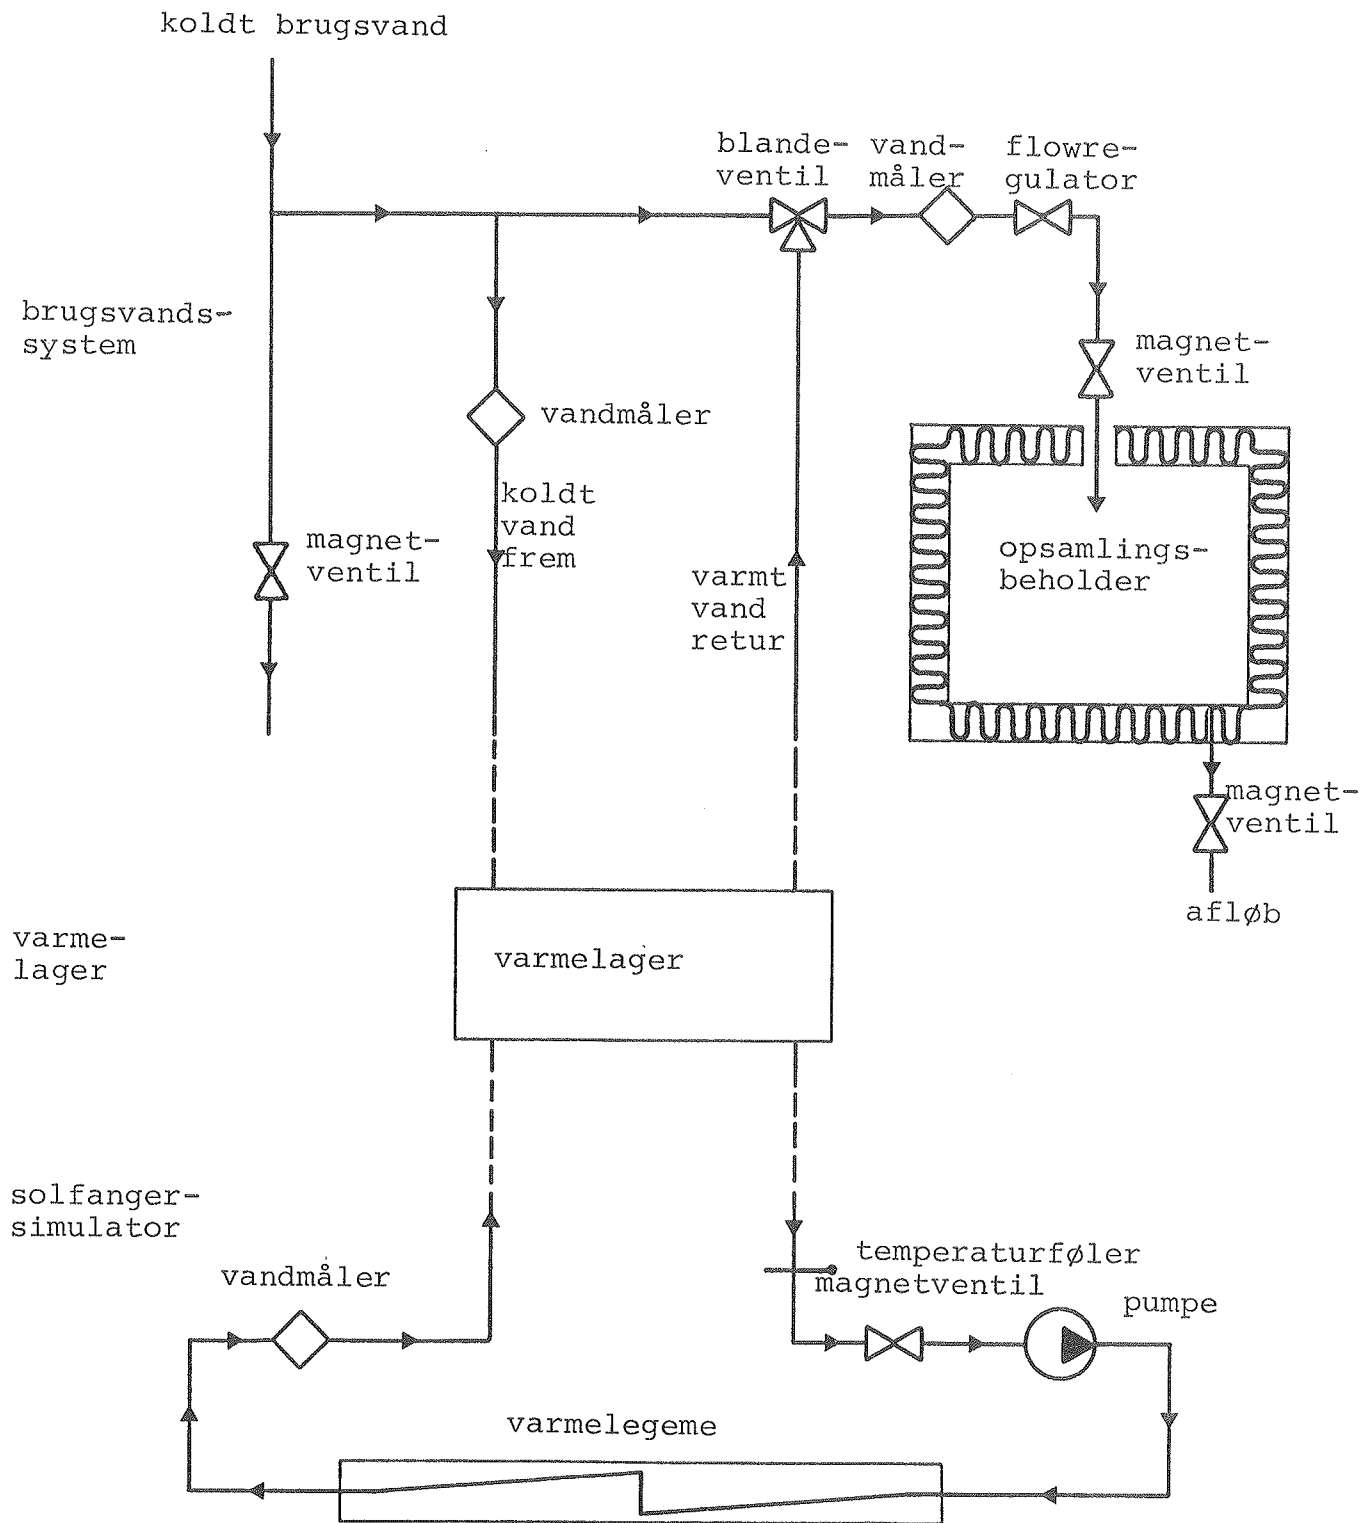 koldt brugsvand
blande-
ventil
vand-
måler
flowre-
gulator
brugsvands-
system
magnet-
ventil
vandmåler
koldt
vand
frem
magnet-
ventil
varmt
vand
retur
opsamlings-
beholder
magnet-
ventil
afløb
varme-
lager
varmelager
solfanger-
simulator
vandmåler
temperaturføler
magnetventil
pumpe
varmelegeme